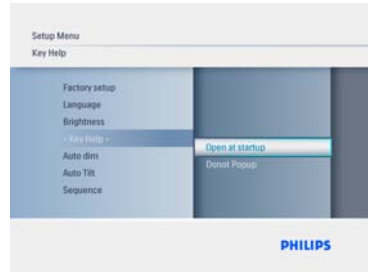 Setup Menu
Key Help
Factory setup
Language
Brightness
- Key Help -
Auto dim
Auto Tilt
Sequence
Open at startup
Donot Popup
PHILIPS